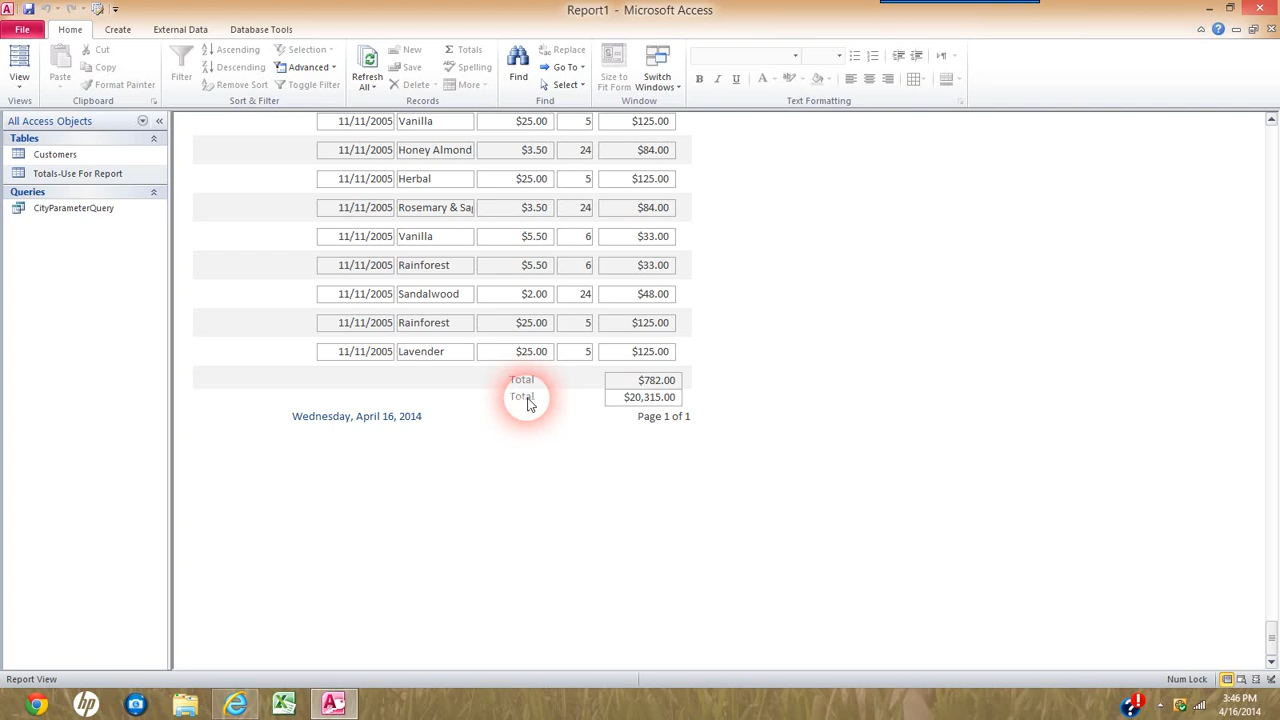 Report1 - Microsoft Access
File Home Create External Data Database Tools
View
Views
Paste
Cut
Copy
Format Painter
Clipboard
Filter
Ascending
Descending
Remove Sort
Selection
Advanced
Toggle Filter
Sort & Filter
Refresh
All
New
Save
Delete
Totals
Spelling
More
Records
Find
Replace
Go To
Select
Find
Size to
Fit Form
Switch
Windows
Window
B I U A
Text Formatting
All Access Objects
Tables
Customers
Totals-Use For Report
Queries
CityParameterQuery
11/11/2005 Vanilla $25.00 5 $125.00
11/11/2005 Honey Almond $3.50 24 $84.00
11/11/2005 Herbal $25.00 5 $125.00
11/11/2005 Rosemary & Sa $3.50 24 $84.00
11/11/2005 Vanilla $5.50 6 $33.00
11/11/2005 Rainforest $5.50 6 $33.00
11/11/2005 Sandalwood $2.00 24 $48.00
11/11/2005 Rainforest $25.00 5 $125.00
11/11/2005 Lavender $25.00 5 $125.00
Total $782.00
Total $20,315.00
Wednesday, April 16, 2014 Page 1 of 1
Report View Num Lock
3:46 PM
4/16/2014